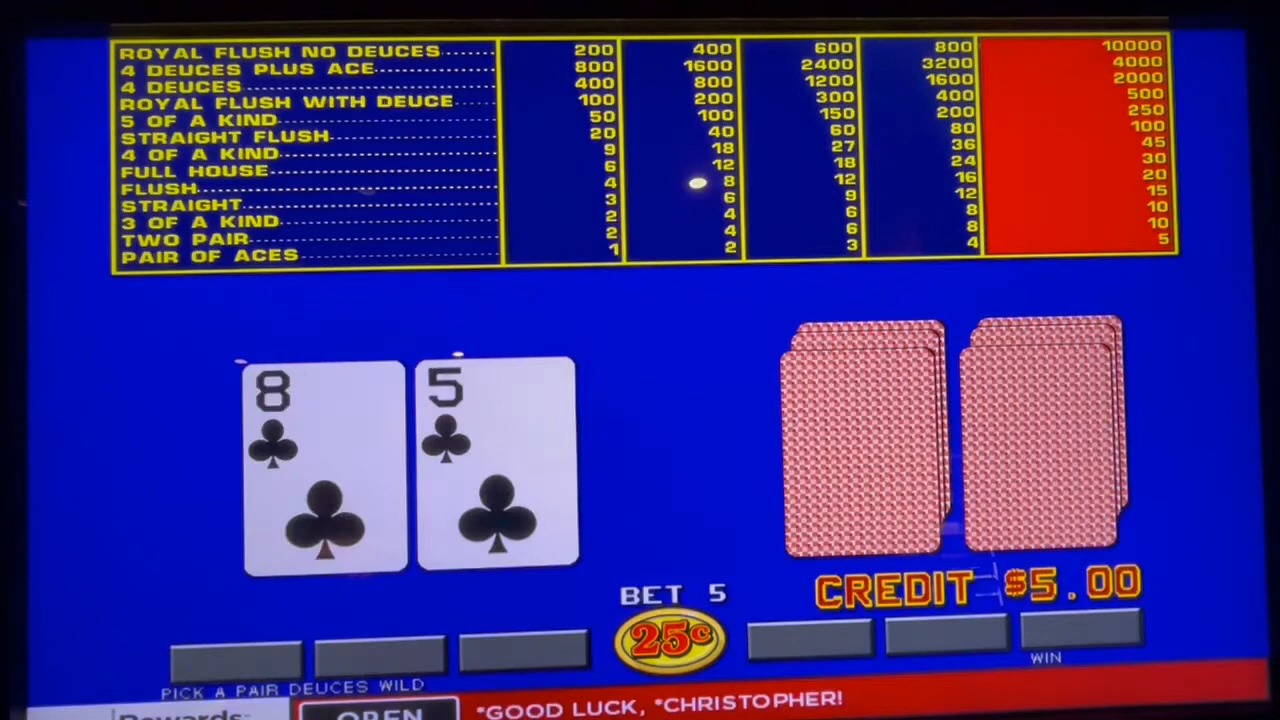 ROYAL FLUSH NO DEUCES 200 400 600 800 10000
4 DEUCES PLUS ACE 800 1600 2400 3200 4000
4 DEUCES 400 800 1200 1600 2000
ROYAL FLUSH WITH DEUCE 100 200 300 400 500
5 OF A KIND 50 100 150 200 250
STRAIGHT FLUSH 20 40 60 80 100
4 OF A KIND 9 18 27 36 45
FULL HOUSE 6 12 18 24 30
FLUSH 4 8 12 16 20
STRAIGHT 3 6 9 12 15
3 OF A KIND 2 4 6 8 10
TWO PAIR 2 4 6 8 10
PAIR OF ACES 1 2 3 4 5
8 5
BET 5 CREDIT $5.00
25¢
WIN
PICK A PAIR DEUCES WILD
Rewards OPEN *GOOD LUCK, *CHRISTOPHER!